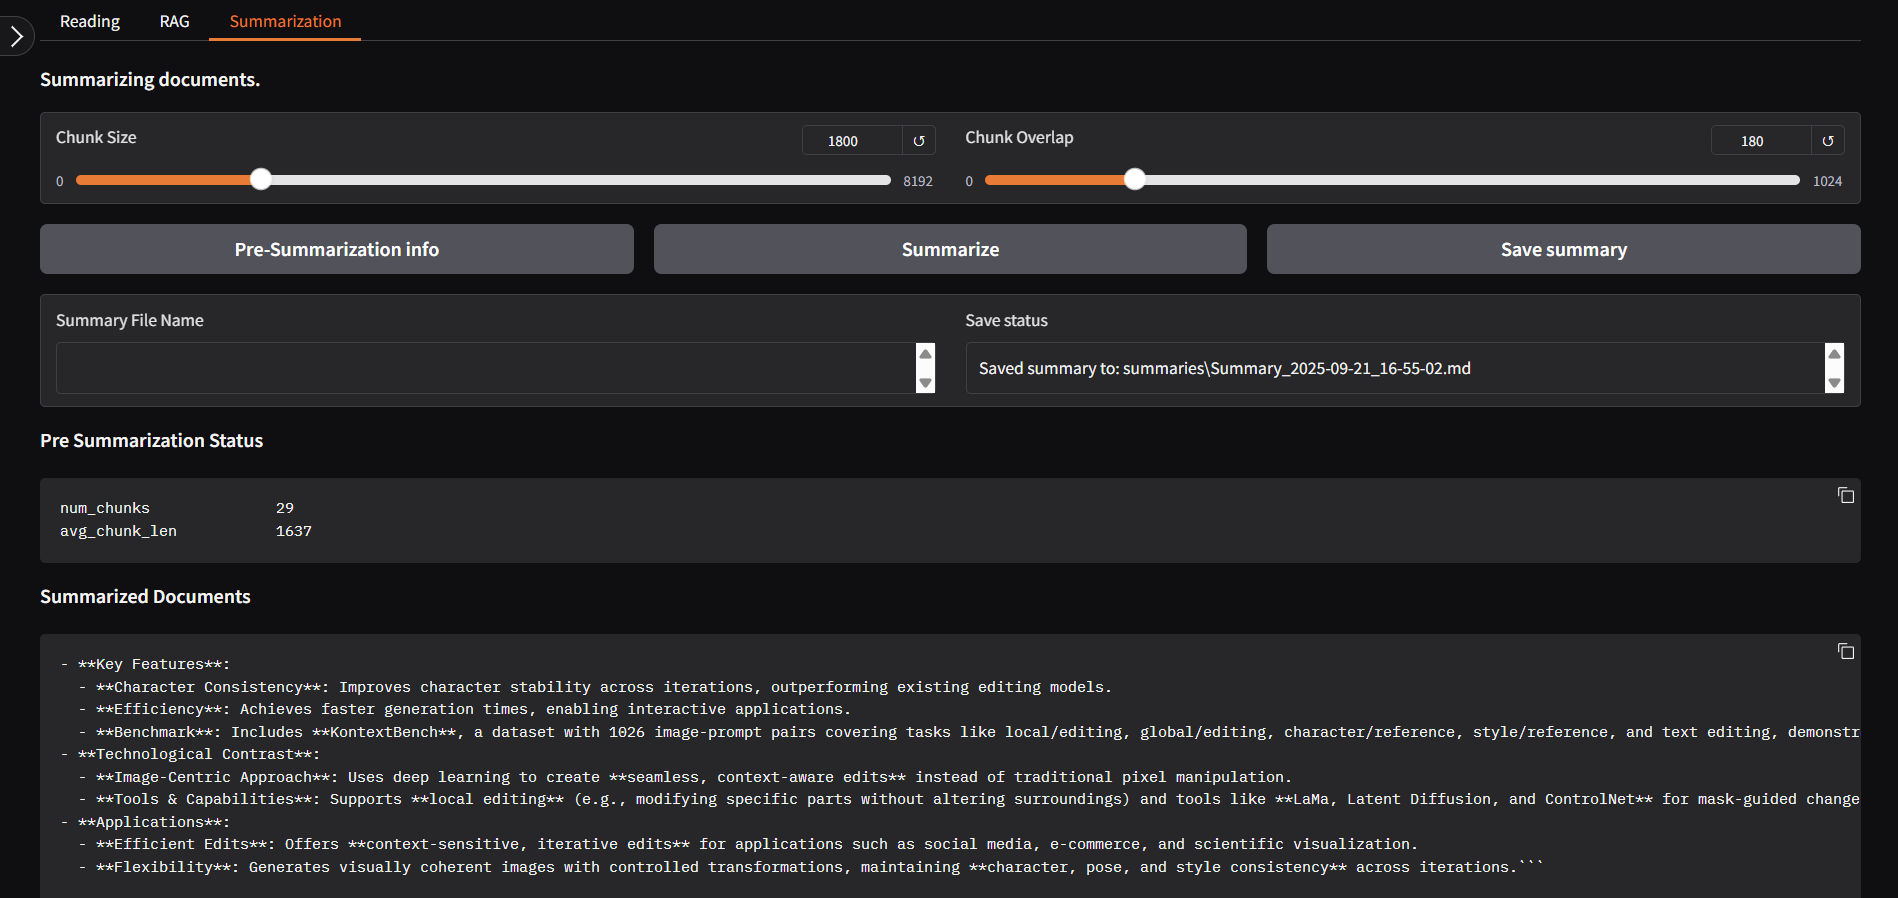 Reading RAG Summarization
Summarizing documents.
Chunk Size 1800 ↺ Chunk Overlap 180 ↺
0 8192 0 1024
Pre-Summarization info Summarize Save summary
Summary File Name Save status
Saved summary to: summaries\Summary_2025-09-21_16-55-02.md
Pre Summarization Status
num_chunks 29
avg_chunk_len 1637
Summarized Documents
- **Key Features**:
- **Character Consistency**: Improves character stability across iterations, outperforming existing editing models.
- **Efficiency**: Achieves faster generation times, enabling interactive applications.
- **Benchmark**: Includes **KontextBench**, a dataset with 1026 image-prompt pairs covering tasks like local/editing, global/editing, character/reference, style/reference, and text editing, demonstr
- **Technological Contrast**:
- **Image-Centric Approach**: Uses deep learning to create **seamless, context-aware edits** instead of traditional pixel manipulation.
- **Tools & Capabilities**: Supports **local editing** (e.g., modifying specific parts without altering surroundings) and tools like **LaMa, Latent Diffusion, and ControlNet** for mask-guided change
- **Applications**:
- **Efficient Edits**: Offers **context-sensitive, iterative edits** for applications such as social media, e-commerce, and scientific visualization.
- **Flexibility**: Generates visually coherent images with controlled transformations, maintaining **character, pose, and style consistency** across iterations.```